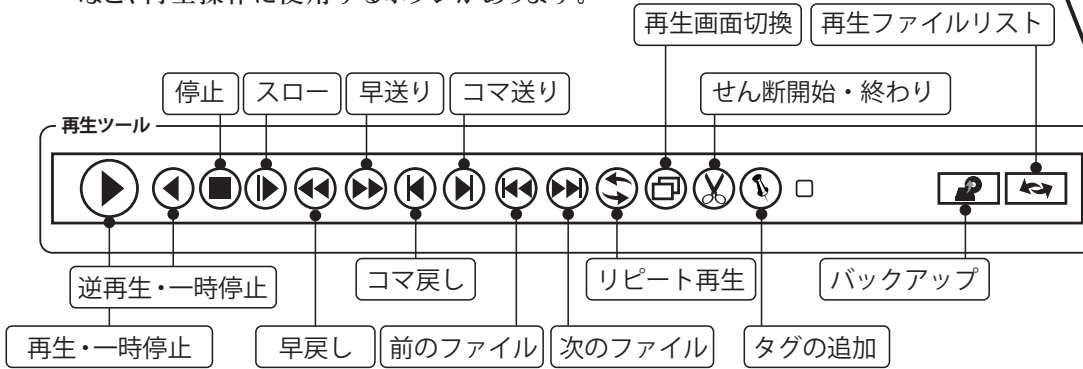 など、再生操作に使用するボタンがあります。
再生画面切換 再生ファイルリスト
停止 スロー 早送り コマ送り せん断開始・終わり
再生ツール
逆再生・一時停止 コマ戻し リピート再生 バックアップ
再生・一時停止 早戻し 前のファイル 次のファイル タグの追加